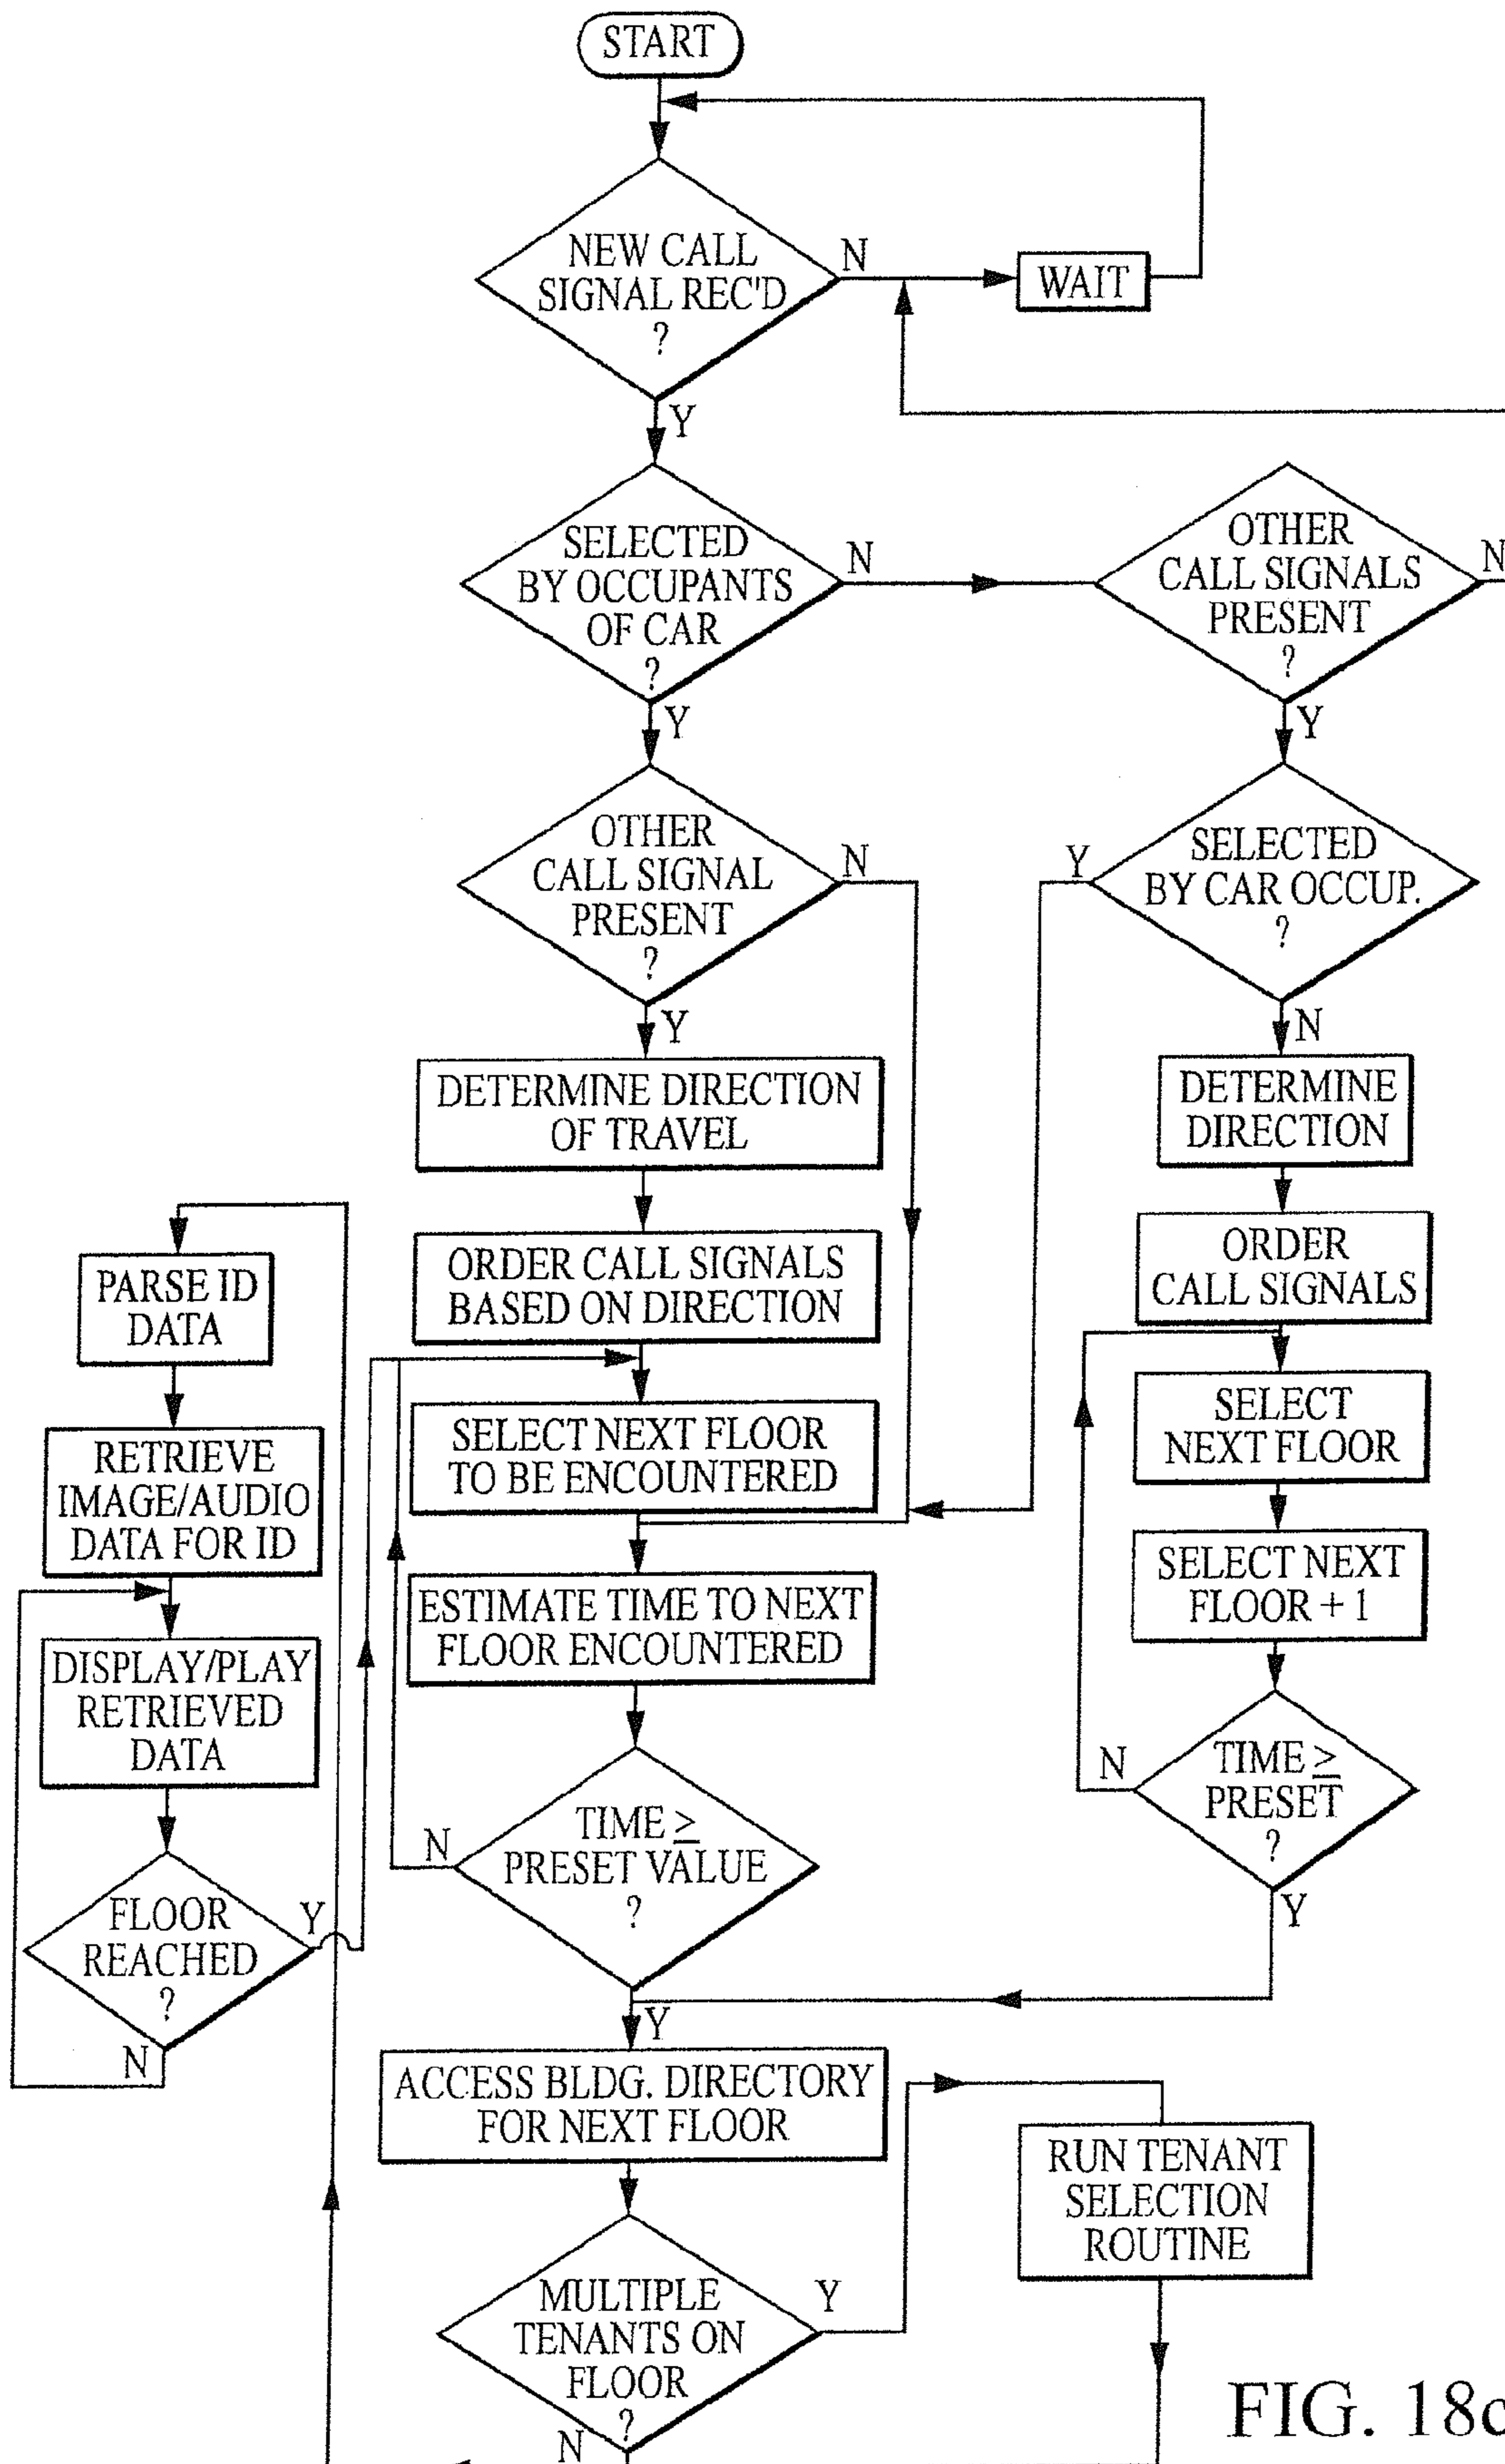 START
NEW CALL
SIGNAL REC'D
?
N
WAIT
Y
SELECTED
BY OCCUPANTS
OF CAR
?
N
OTHER
CALL SIGNALS
PRESENT
?
N
Y
Y
OTHER
CALL SIGNAL
PRESENT
?
N
Y
SELECTED
BY CAR OCCUP.
?
Y
N
DETERMINE DIRECTION
OF TRAVEL
DETERMINE
DIRECTION
ORDER CALL SIGNALS
BASED ON DIRECTION
ORDER
CALL SIGNALS
PARSE ID
DATA
SELECT NEXT FLOOR
TO BE ENCOUNTERED
SELECT
NEXT FLOOR
RETRIEVE
IMAGE/AUDIO
DATA FOR ID
ESTIMATE TIME TO NEXT
FLOOR ENCOUNTERED
SELECT NEXT
FLOOR + 1
DISPLAY/PLAY
RETRIEVED
DATA
N
TIME ≥
PRESET VALUE
?
N
TIME ≥
PRESET
?
Y
FLOOR
REACHED
?
Y
N
Y
ACCESS BLDG. DIRECTORY
FOR NEXT FLOOR
RUN TENANT
SELECTION
ROUTINE
MULTIPLE
TENANTS ON
FLOOR
?
Y
N
FIG. 18c